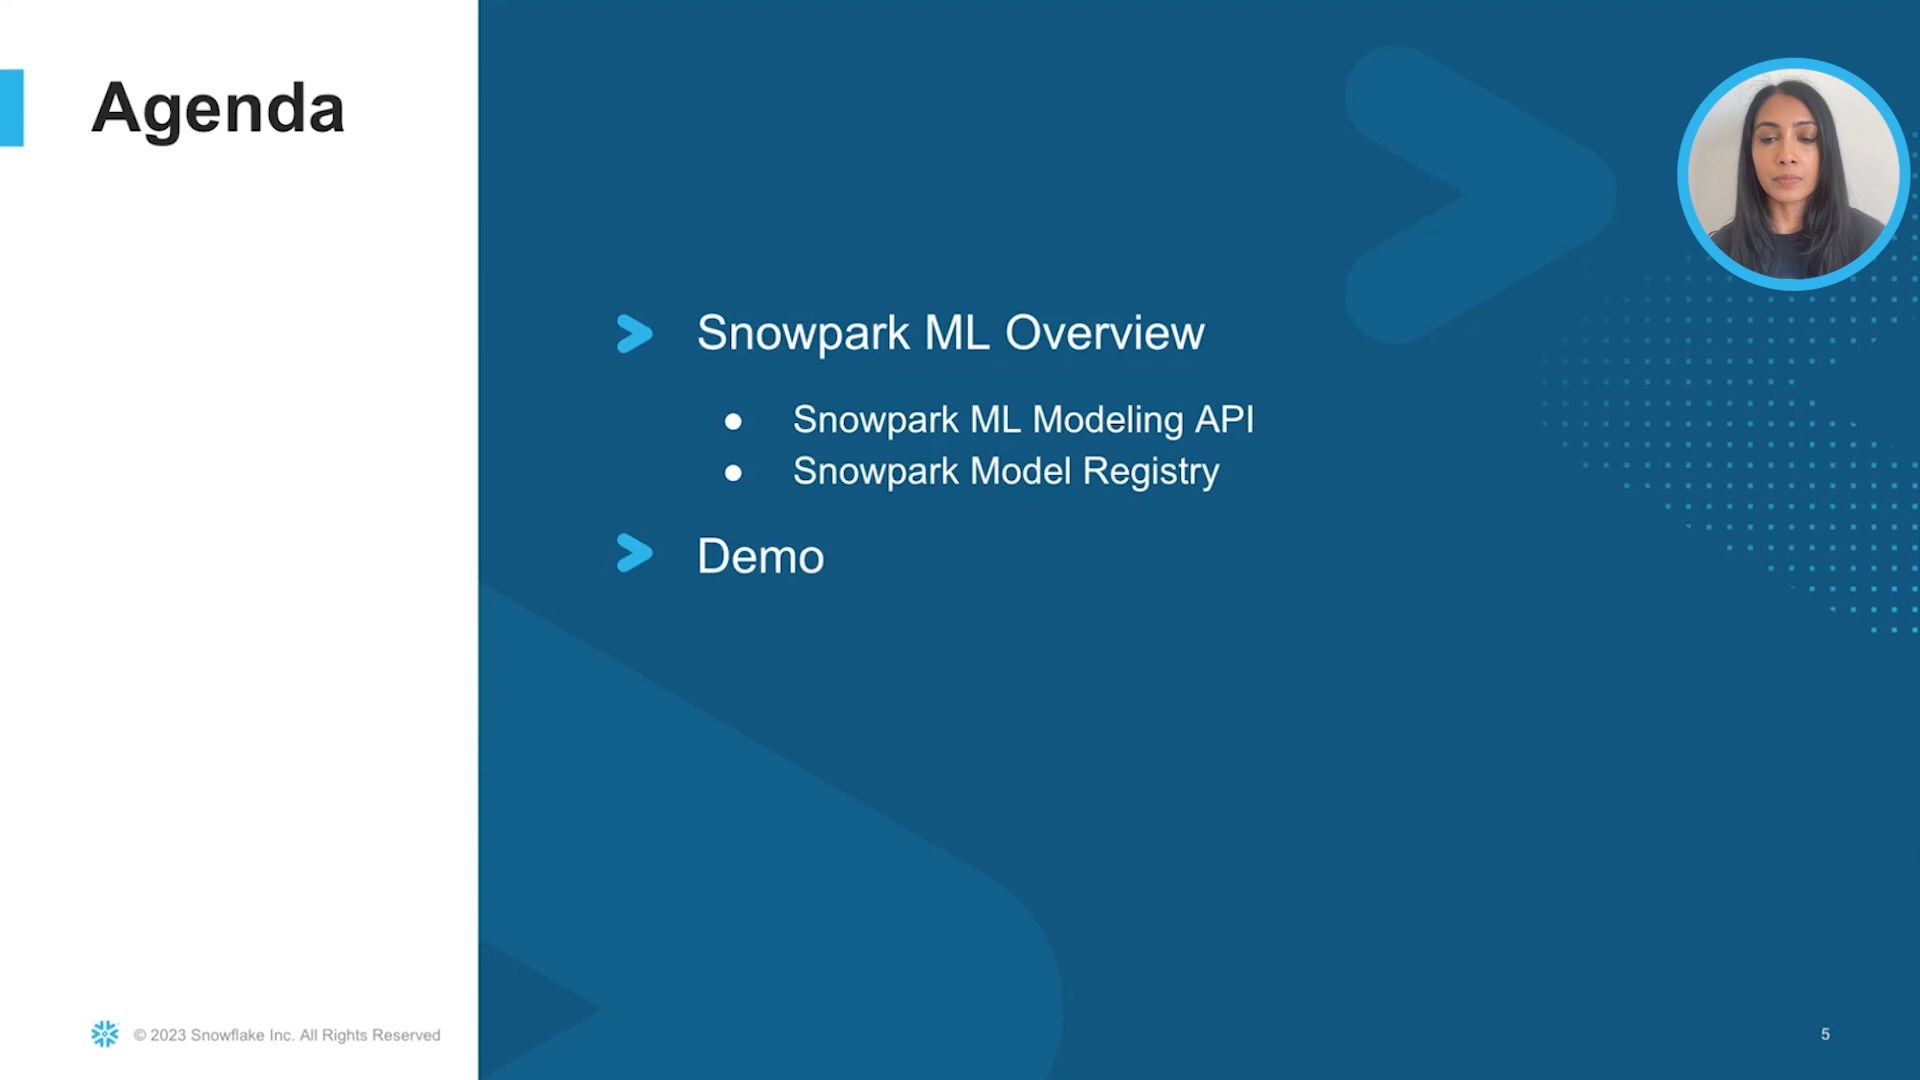 Agenda
Snowpark ML Overview
● Snowpark ML Modeling API
● Snowpark Model Registry
Demo
© 2023 Snowflake Inc. All Rights Reserved
5